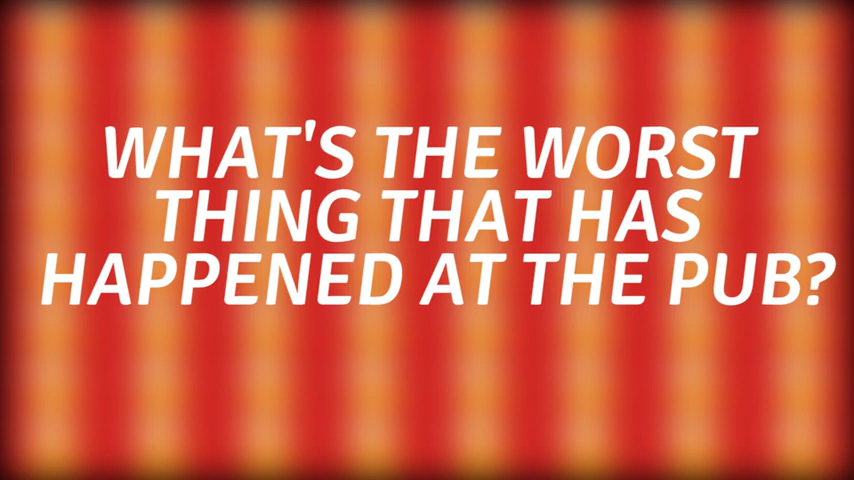 WHAT'S THE WORST
THING THAT HAS
HAPPENED AT THE PUB?